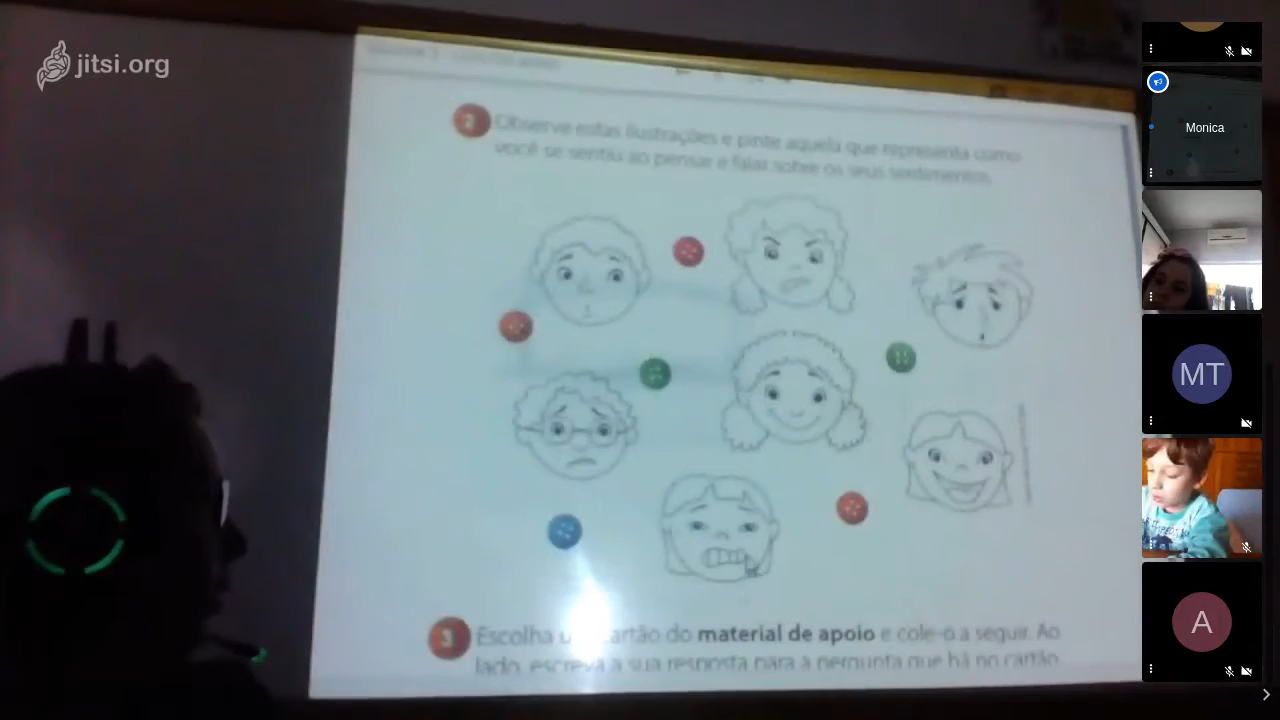 jitsi.org
2 Observe estas ilustrações e pinte aquela que representa como
você se sentiu ao pensar e falar sobre os seus sentimentos.
3 Escolha cartão do material de apoio e cole-o a seguir. Ao
lado, escreva a sua resposta para a pergunta que há no cartão.
Monica
MT
A